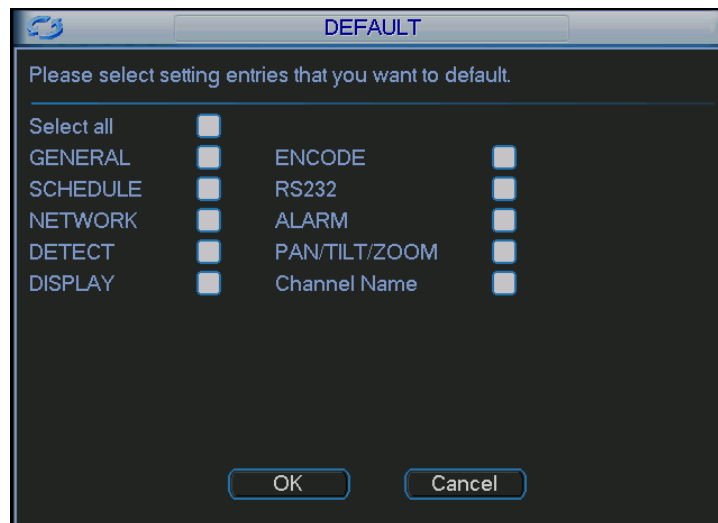 DEFAULT
Please select setting entries that you want to default.
Select all
GENERAL ENCODE
SCHEDULE RS232
NETWORK ALARM
DETECT PAN/TILT/ZOOM
DISPLAY Channel Name
OK Cancel